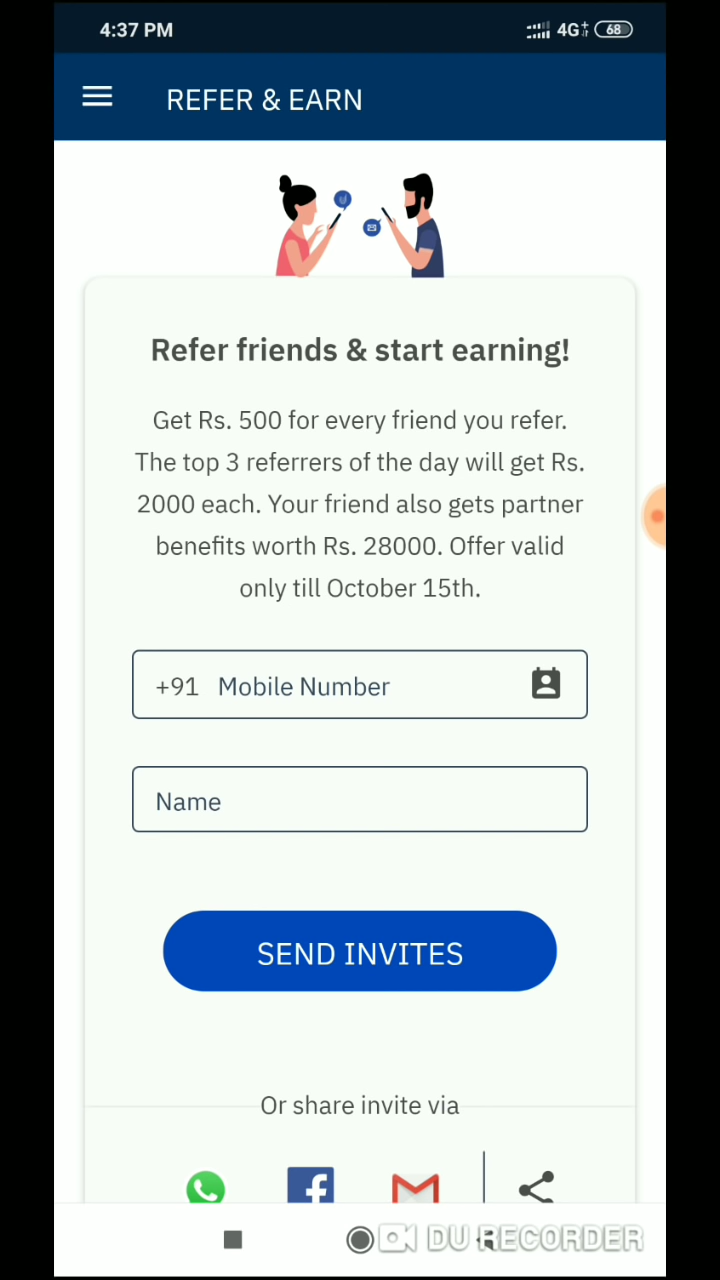 4:37 PM 4G+ 68
REFER & EARN
Refer friends & start earning!
Get Rs. 500 for every friend you refer.
The top 3 referrers of the day will get Rs.
2000 each. Your friend also gets partner
benefits worth Rs. 28000. Offer valid
only till October 15th.
+91 Mobile Number
Name
SEND INVITES
Or share invite via
DU RECORDER